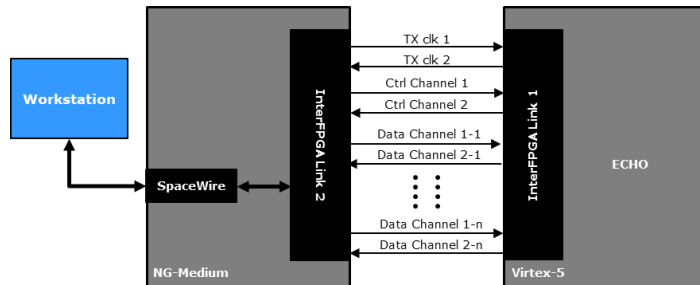 TX clk 1
TX clk 2
Ctrl Channel 1
Ctrl Channel 2
Data Channel 1-1
Data Channel 2-1
Data Channel 1-n
Data Channel 2-n
Workstation
SpaceWire
InterFPGA Link 2
InterFPGA Link 1
ECHO
NG-Medium
Virtex-5